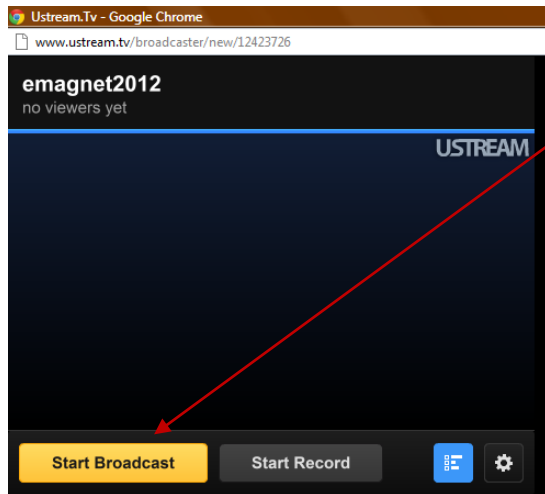 Ustream.Tv - Google Chrome
www.ustream.tv/broadcaster/new/12423726
emagnet2012
no viewers yet
USTREAM
Start Broadcast Start Record